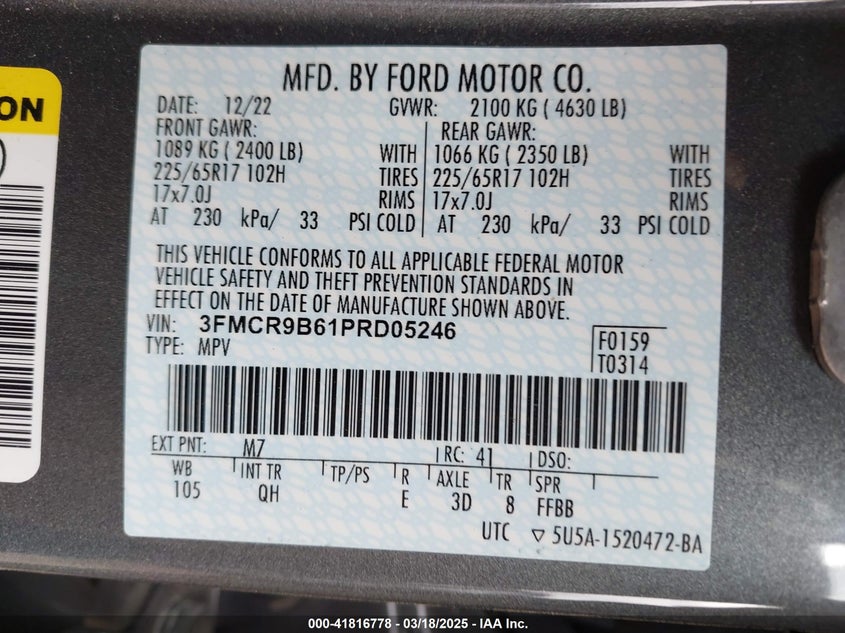 ON
MFD. BY FORD MOTOR CO.
DATE: 12/22 GVWR: 2100 KG ( 4630 LB)
FRONT GAWR: REAR GAWR:
1089 KG ( 2400 LB) WITH 1066 KG ( 2350 LB) WITH
225/65R17 102H TIRES 225/65R17 102H TIRES
17x7.0J RIMS 17x7.0J RIMS
AT 230 kPa/ 33 PSI COLD AT 230 kPa/ 33 PSI COLD
THIS VEHICLE CONFORMS TO ALL APPLICABLE FEDERAL MOTOR
VEHICLE SAFETY AND THEFT PREVENTION STANDARDS IN
EFFECT ON THE DATE OF MANUFACTURE SHOWN ABOVE.
VIN: 3FMCR9B61PRD05246 F0159
TYPE: MPV T0314
EXT PNT: M7 RC: 41 DSO:
WB INT TR TP/PS R AXLE TR SPR
105 QH E 3D 8 FFBB
UTC ▽ 5U5A-1520472-BA
000-41816778 — 03/18/2025 — IAA Inc.